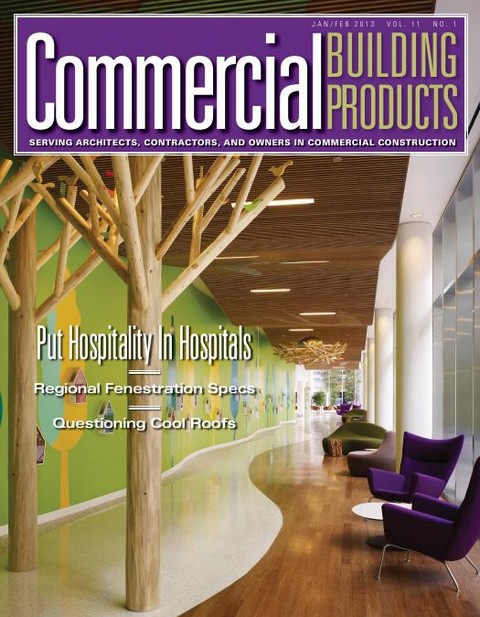 JAN/FEB 2013 VOL. 11 NO. 1
Commercial
BUILDING
PRODUCTS
SERVING ARCHITECTS, CONTRACTORS, AND OWNERS IN COMMERCIAL CONSTRUCTION
Put Hospitality In Hospitals
Regional Fenestration Specs
Questioning Cool Roofs